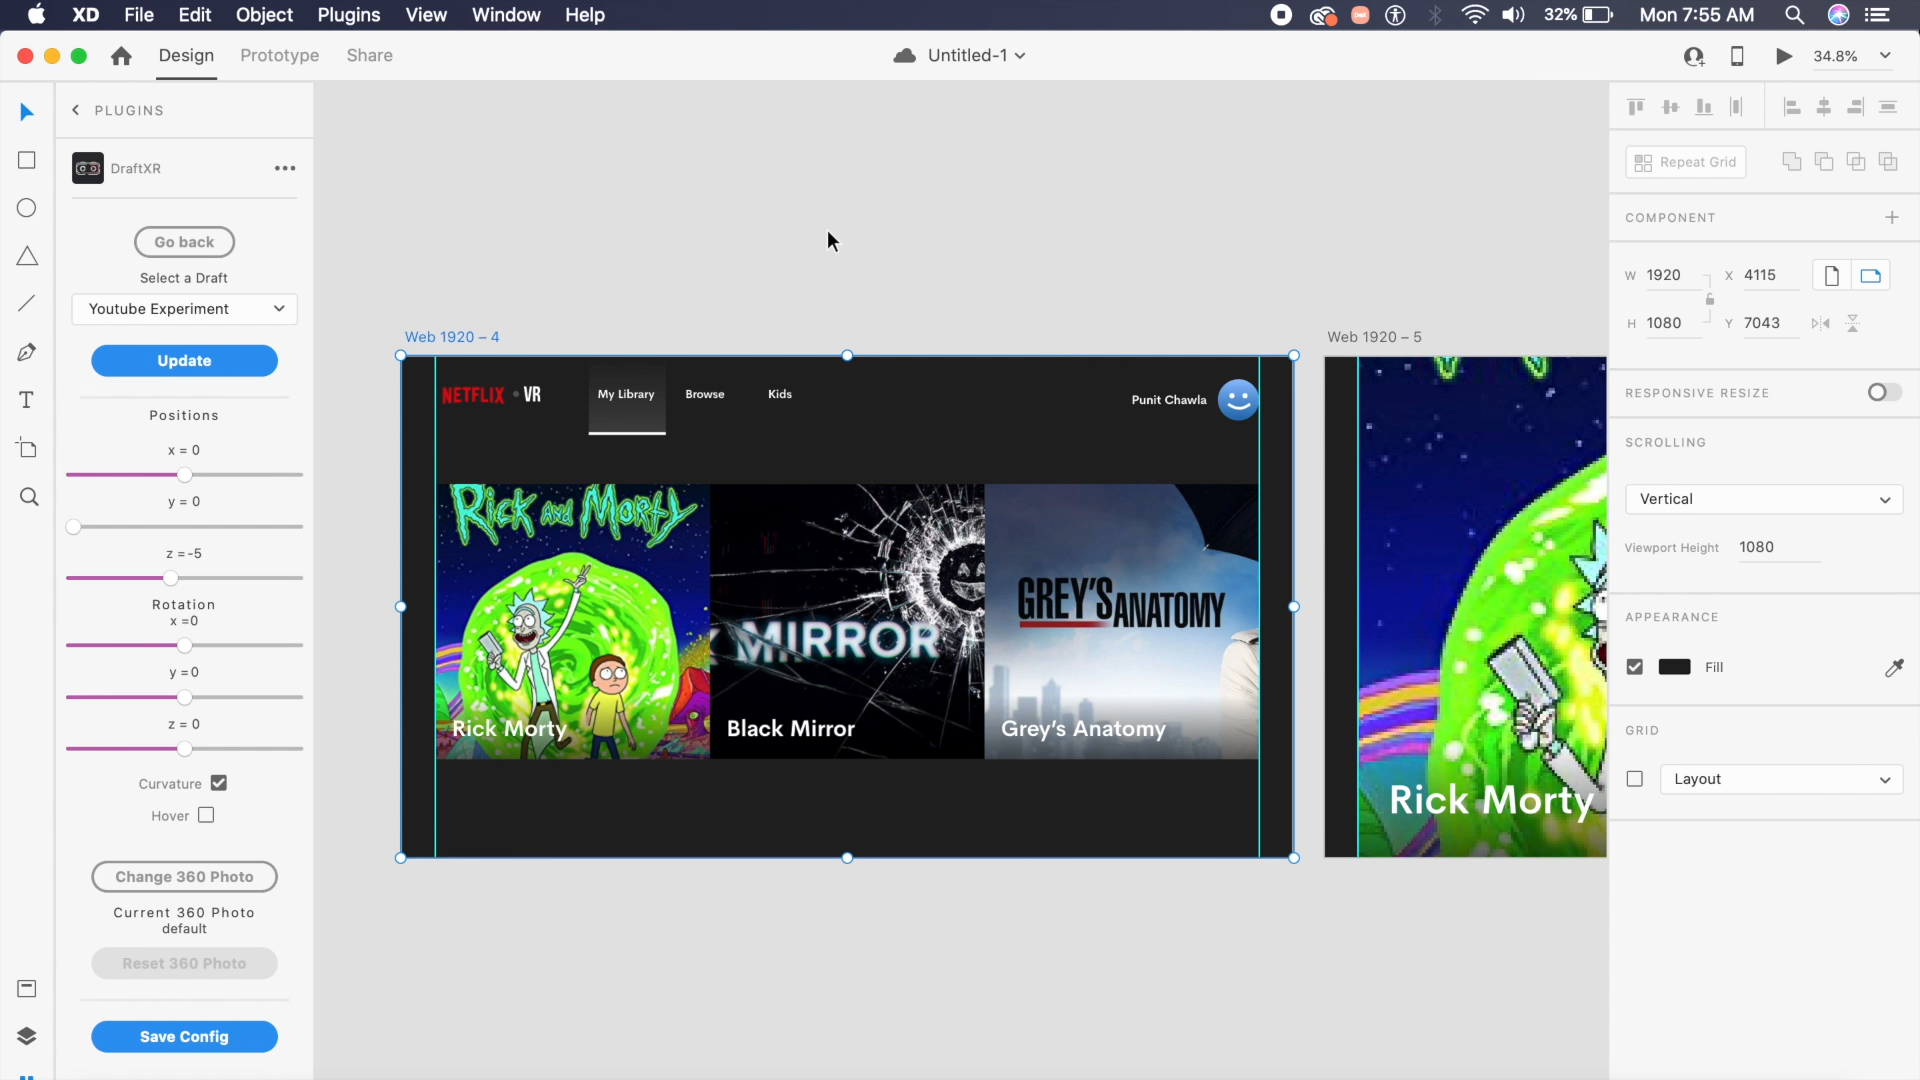 XD File Edit Object Plugins View Window Help 32% Mon 7:55 AM
Design Prototype Share Untitled-1 34.8%
PLUGINS
DraftXR
Go back
Select a Draft
Youtube Experiment
Update
Positions
x = 0
y = 0
z =-5
Rotation
x =0
y =0
z = 0
Curvature
Hover
Change 360 Photo
Current 360 Photo
default
Reset 360 Photo
Save Config
Web 1920 – 4
NETFLIX • VR My Library Browse Kids Punit Chawla
RICK AND MORTY
MIRROR
GREY'S ANATOMY
Rick Morty Black Mirror Grey's Anatomy
Web 1920 – 5
Rick Morty
Repeat Grid
COMPONENT
W 1920 X 4115
H 1080 Y 7043
RESPONSIVE RESIZE
SCROLLING
Vertical
Viewport Height 1080
APPEARANCE
Fill
GRID
Layout